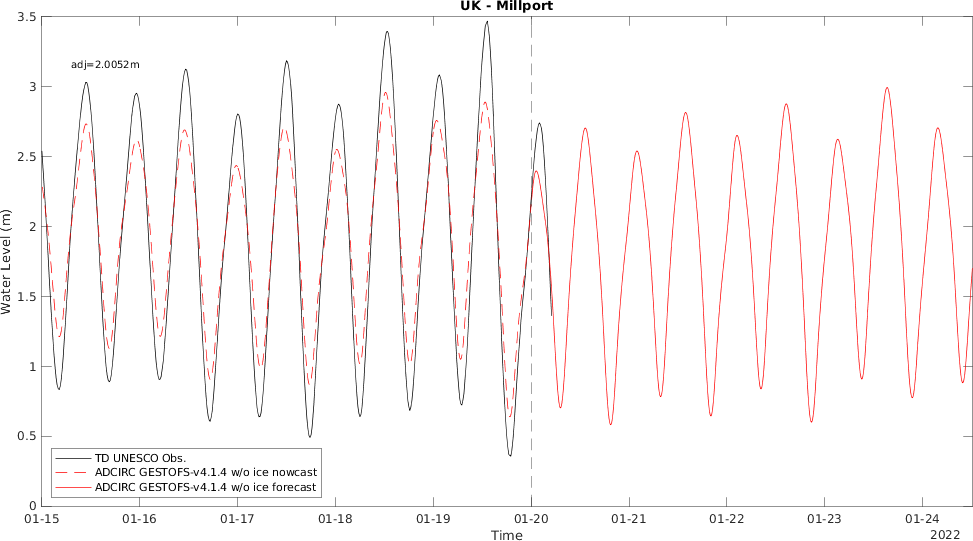 UK - Millport
adj=2.0052m
3.5
3
2.5
2
1.5
1
0.5
0
Water Level (m)
TD UNESCO Obs.
ADCIRC GESTOFS-v4.1.4 w/o ice nowcast
ADCIRC GESTOFS-v4.1.4 w/o ice forecast
01-15 01-16 01-17 01-18 01-19 01-20 01-21 01-22 01-23 01-24
Time
2022